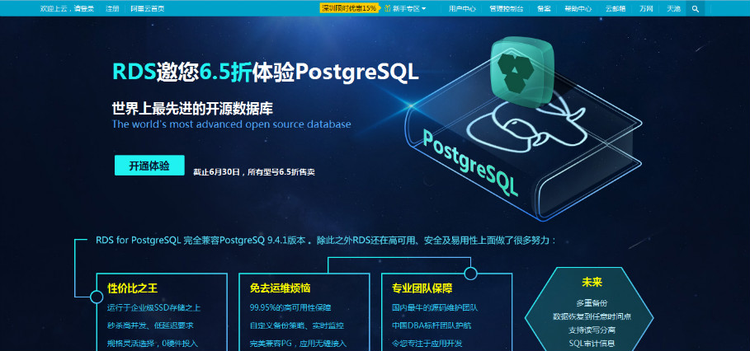 欢迎上云，请登录 注册 阿里云首页 深圳限时优惠15% 新手专区 用户中心 管理控制台 备案 帮助中心 云邮箱 万网 天池
RDS邀您6.5折体验PostgreSQL
世界上最先进的开源数据库
The world's most advanced open source database
开通体验 截止6月30日，所有型号6.5折售卖
PostgreSQL
RDS for PostgreSQL 完全兼容PostgreSQ 9.4.1版本 。除此之外RDS还在高可用、安全及易用性上面做了很多努力：
性价比之王
运行于企业级SSD存储之上
秒杀高并发、低延迟要求
规格灵活选择，0硬件投入
免去运维烦恼
99.95%的高可用性保障
自定义备份策略、实时监控
完美兼容PG，应用无缝接入
专业团队保障
国内最牛的源码维护团队
中国DBA标杆团队护航
令您专注于应用开发
未来
多重备份
数据恢复到任意时间点
支持读写分离
SQL审计信息